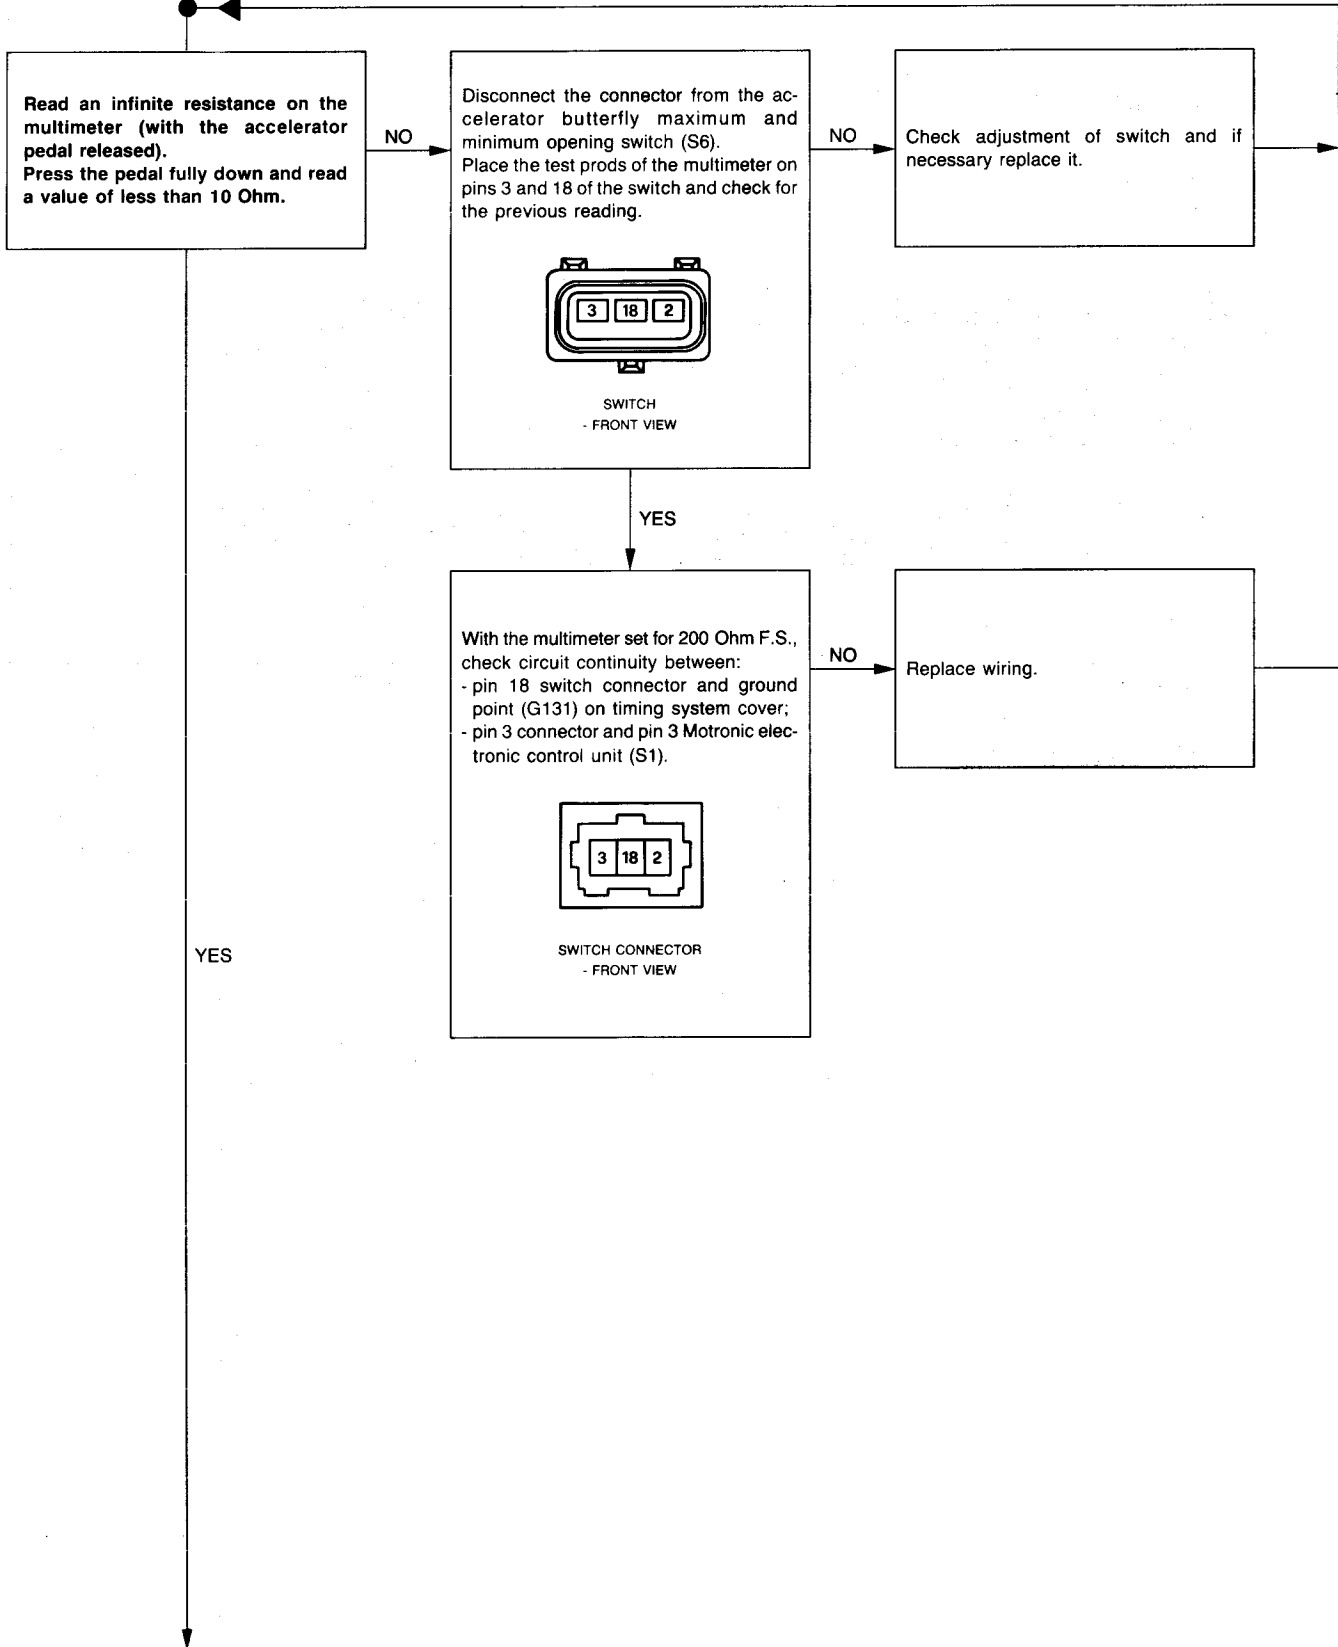 Read an infinite resistance on the
multimeter (with the accelerator
pedal released).
Press the pedal fully down and read
a value of less than 10 Ohm.
NO
Disconnect the connector from the ac-
celerator butterfly maximum and
minimum opening switch (S6).
Place the test prods of the multimeter on
pins 3 and 18 of the switch and check for
the previous reading.
3 18 2
SWITCH
- FRONT VIEW
NO
Check adjustment of switch and if
necessary replace it.
YES
With the multimeter set for 200 Ohm F.S.,
check circuit continuity between:
- pin 18 switch connector and ground
point (G131) on timing system cover;
- pin 3 connector and pin 3 Motronic elec-
tronic control unit (S1).
3 18 2
SWITCH CONNECTOR
- FRONT VIEW
NO
Replace wiring.
YES